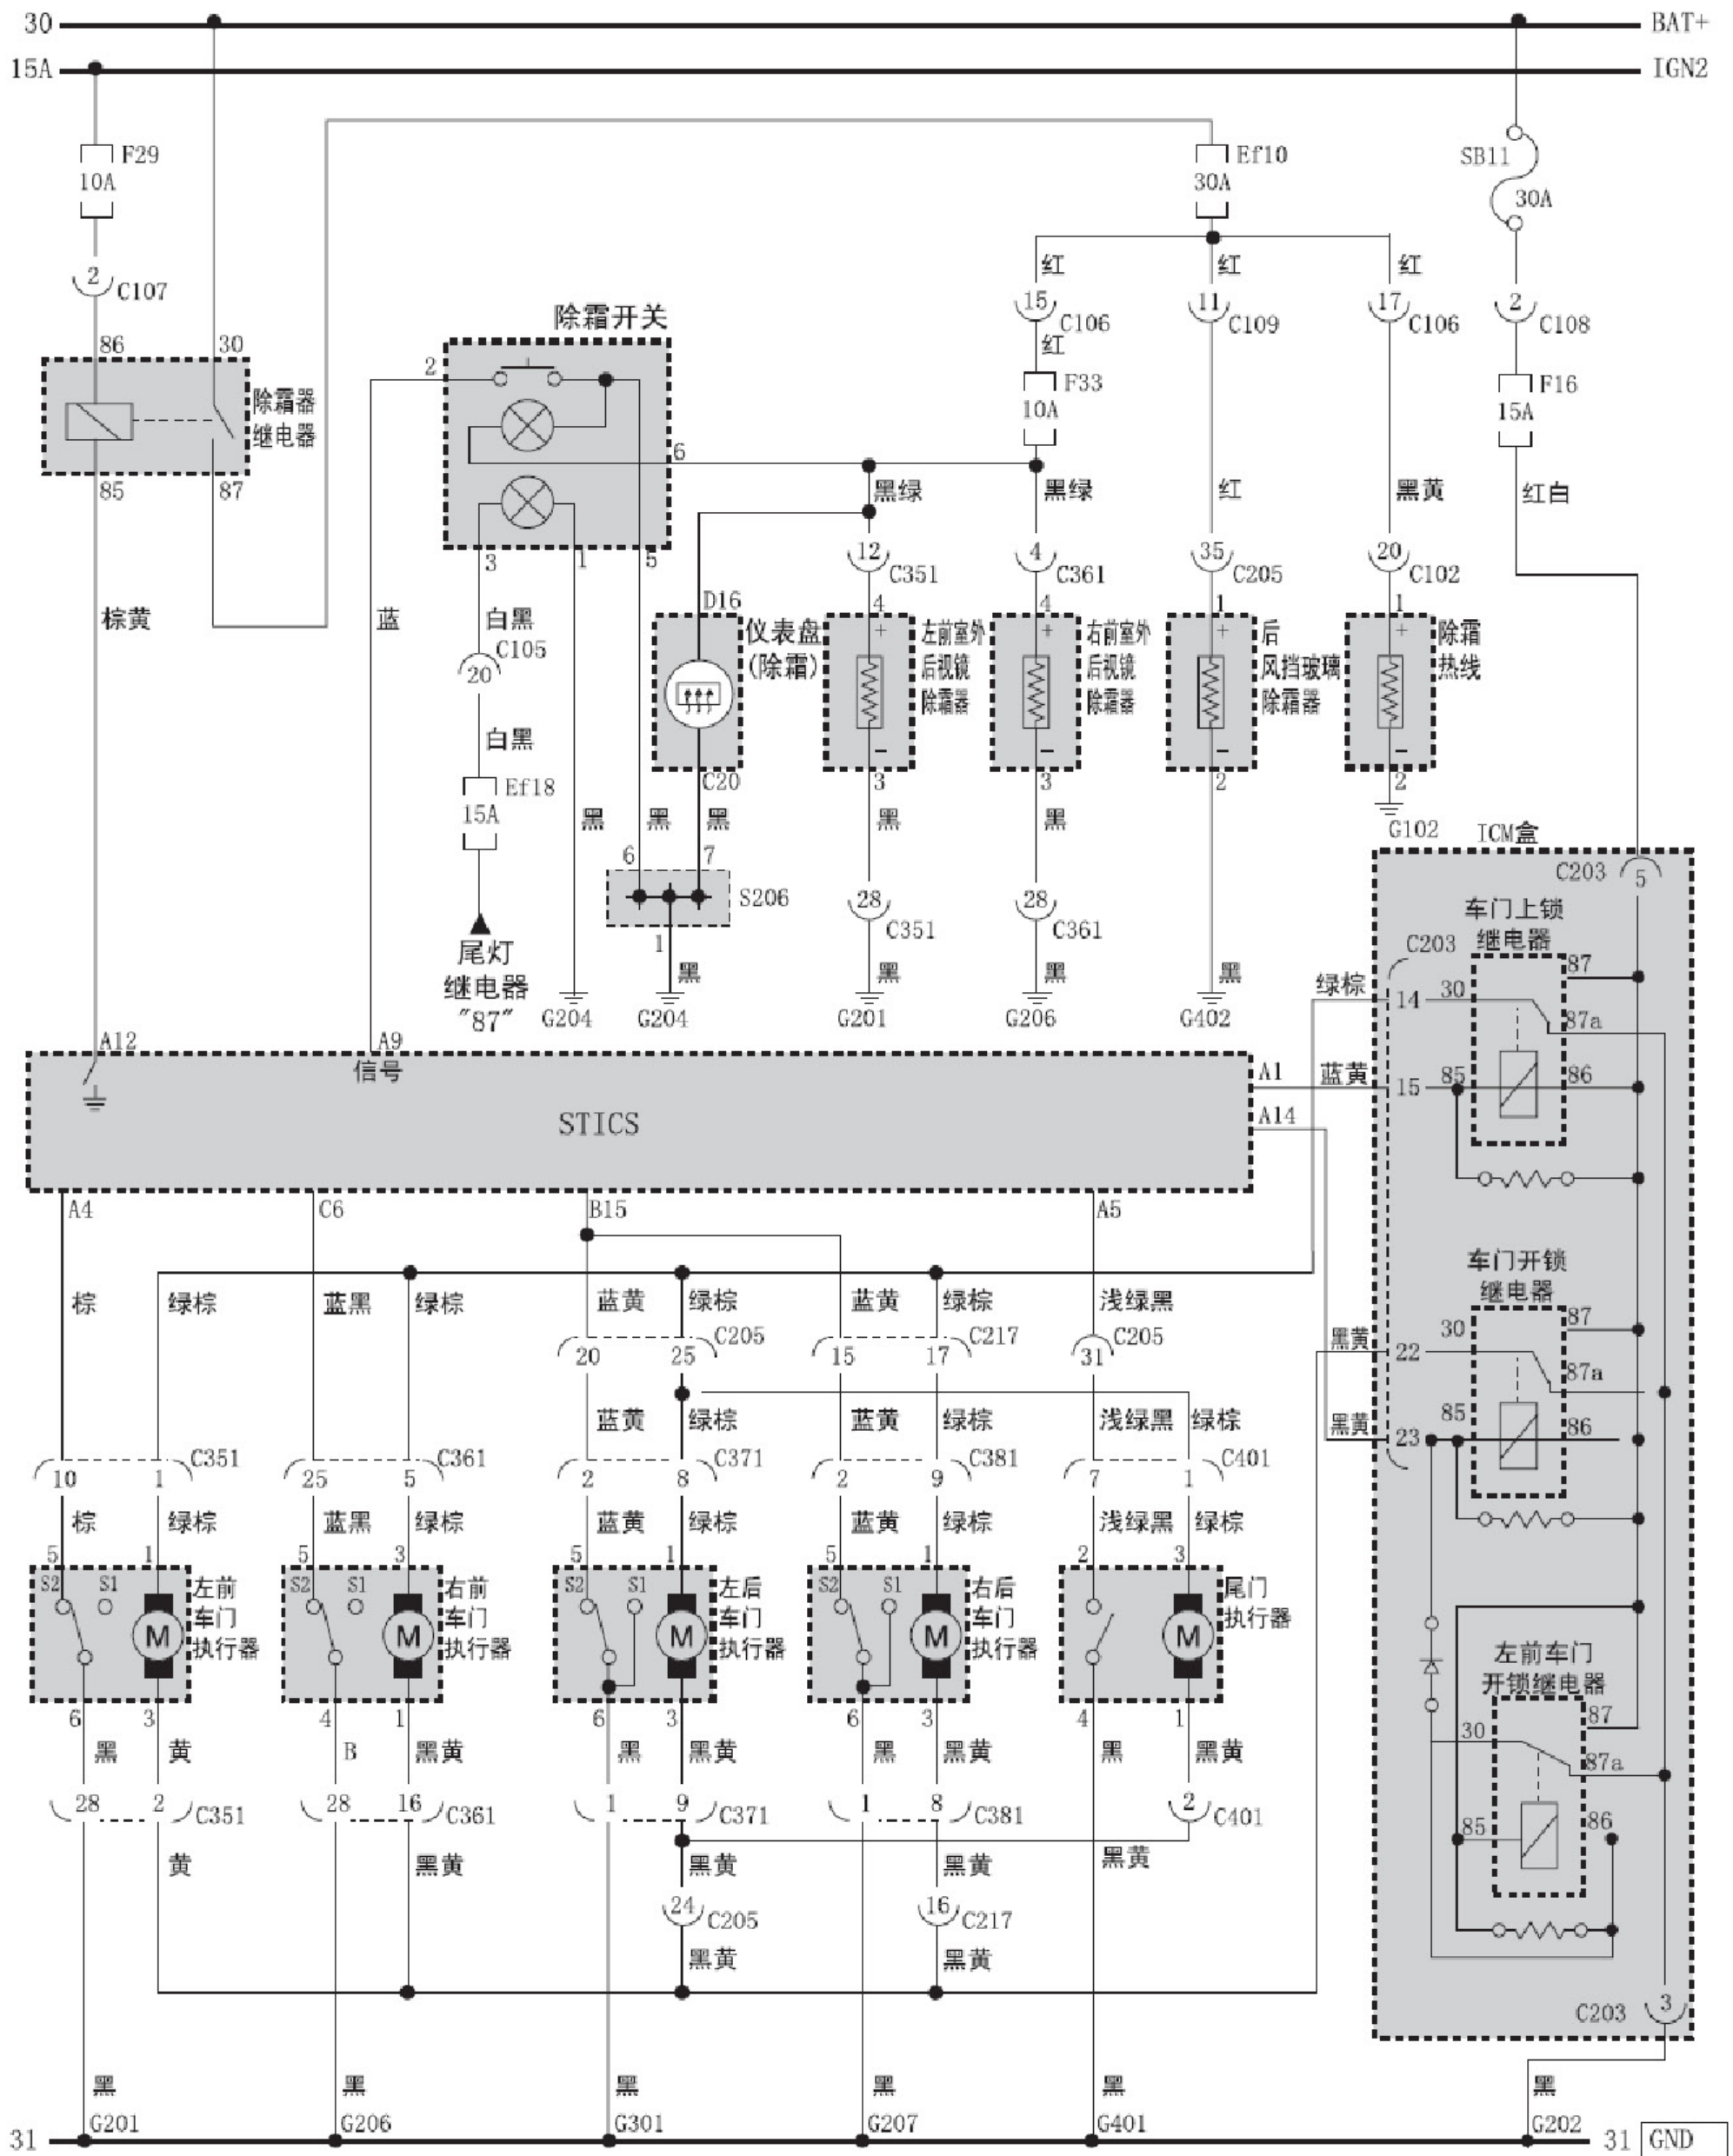 30 BAT+
15A IGN2
F29
10A
Ef10
30A
SB11
30A
2
C107
红 红 红
15 C106
11 C109
17 C106
2 C108
红
除霜开关
86 30
2
除霜器
继电器
F33
10A
F16
15A
6
85 87
黑绿 黑绿 红 黑黄 红白
3 1 5
12 C351
4 C361
35 C205
20 C102
棕黄
蓝
白黑
C105
20
D16
4 4 1 1
+ + + +
仪表盘
(除霜)
左前室外
后视镜
除霜器
右前室外
后视镜
除霜器
后
风挡玻璃
除霜器
除霜
热线
白黑
− − − −
Ef18
15A
C20
3 3 2 2
黑 黑 黑 黑 黑
G102
ICM盒
6 7
S206
1
28 C351
28 C361
C203 5
车门上锁
继电器
尾灯
继电器
"87"
黑 黑 黑 黑
G204 G204 G201 G206 G402
C203
87
绿棕 14 30
87a
A12 A9
信号
STICS
A1 蓝黄 15 85 86
A14
A4 C6 B15 A5
车门开锁
继电器
棕 绿棕 蓝黑 绿棕 蓝黄 绿棕 蓝黄 绿棕 浅绿黑
C205 C217 C205
20 25 15 17 31
黑黄 22 30 87
87a
蓝黄 绿棕 蓝黄 绿棕 浅绿黑 绿棕
黑黄 23 85 86
10 1 C351
25 5 C361
2 8 C371
2 9 C381
7 1 C401
棕 绿棕 蓝黑 绿棕 蓝黄 绿棕 蓝黄 绿棕 浅绿黑 绿棕
5 1 5 3 5 1 5 1 2 3
S2 S1 S2 S1 S2 S1 S2 S1
M M M M M
左前
车门
执行器
右前
车门
执行器
左后
车门
执行器
右后
车门
执行器
尾门
执行器
左前车门
开锁继电器
6 3 4 1 6 3 6 3 4 1
87
30
87a
黑 黄 B 黑黄 黑 黑黄 黑 黑黄 黑 黑黄
28 2 C351
28 16 C361
1 9 C371
1 8 C381
2 C401
85 86
黄 黑黄 黑黄 黑黄 黑黄
24 C205
16 C217
黑黄 黑黄
C203 3
黑 黑 黑 黑 黑 黑
G201 G206 G301 G207 G401 G202
31 31 GND